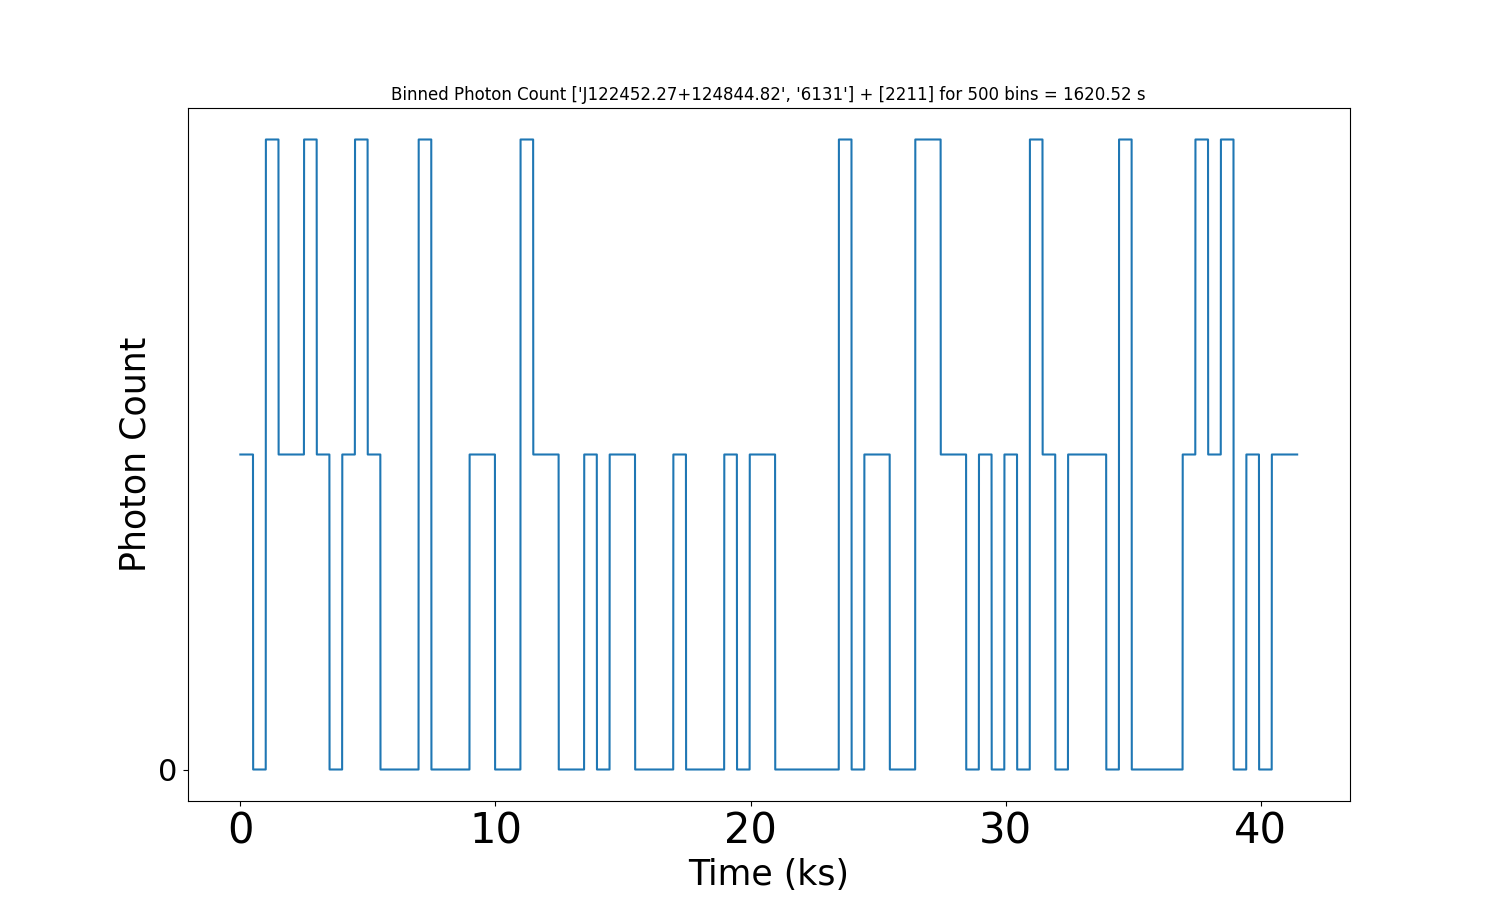 Binned Photon Count ['J122452.27+124844.82', '6131'] + [2211] for 500 bins = 1620.52 s
Photon Count
0
0 10 20 30 40
Time (ks)